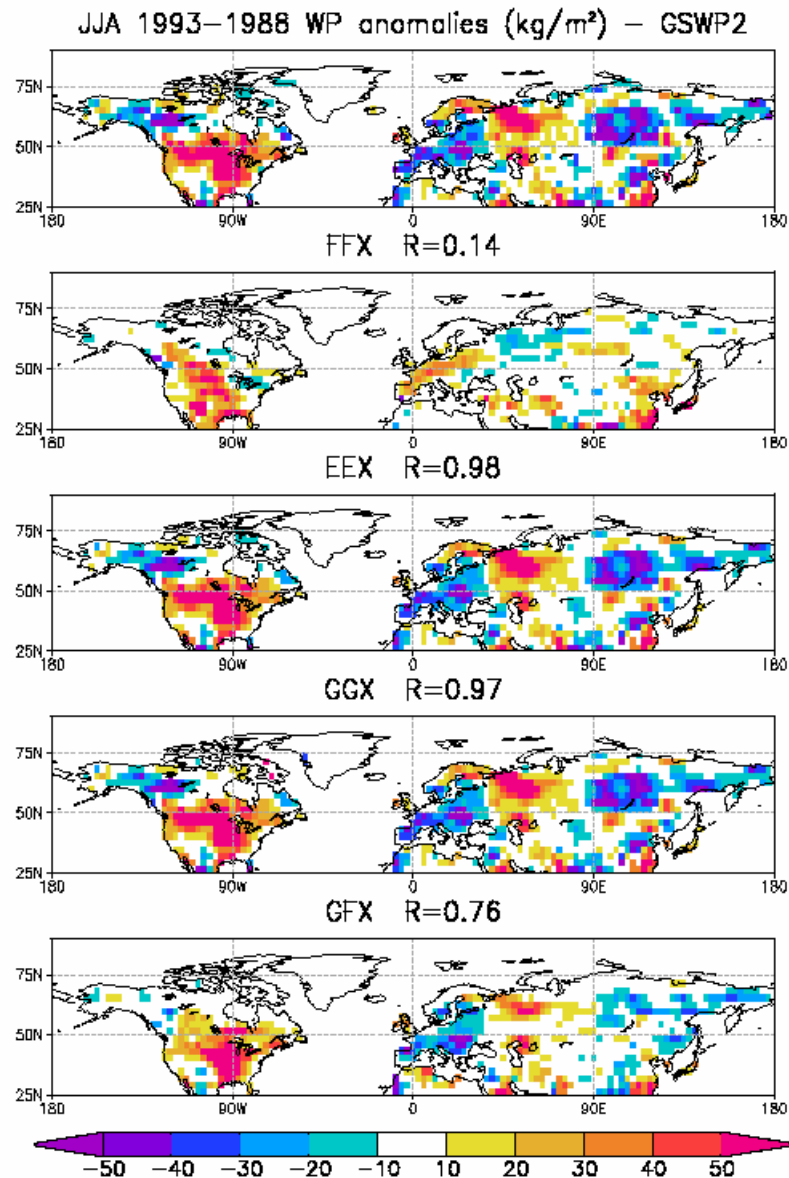 JJA 1993−1988 WP anomalies (kg/m²) − GSWP2
75N
50N
25N
180 90W 0 90E 180
FFX R=0.14
75N
50N
25N
180 90W 0 90E 180
EEX R=0.98
75N
50N
25N
180 90W 0 90E 180
GGX R=0.97
75N
50N
25N
180 90W 0 90E 180
GFX R=0.76
75N
50N
25N
180 90W 0 90E 180
−50 −40 −30 −20 −10 10 20 30 40 50